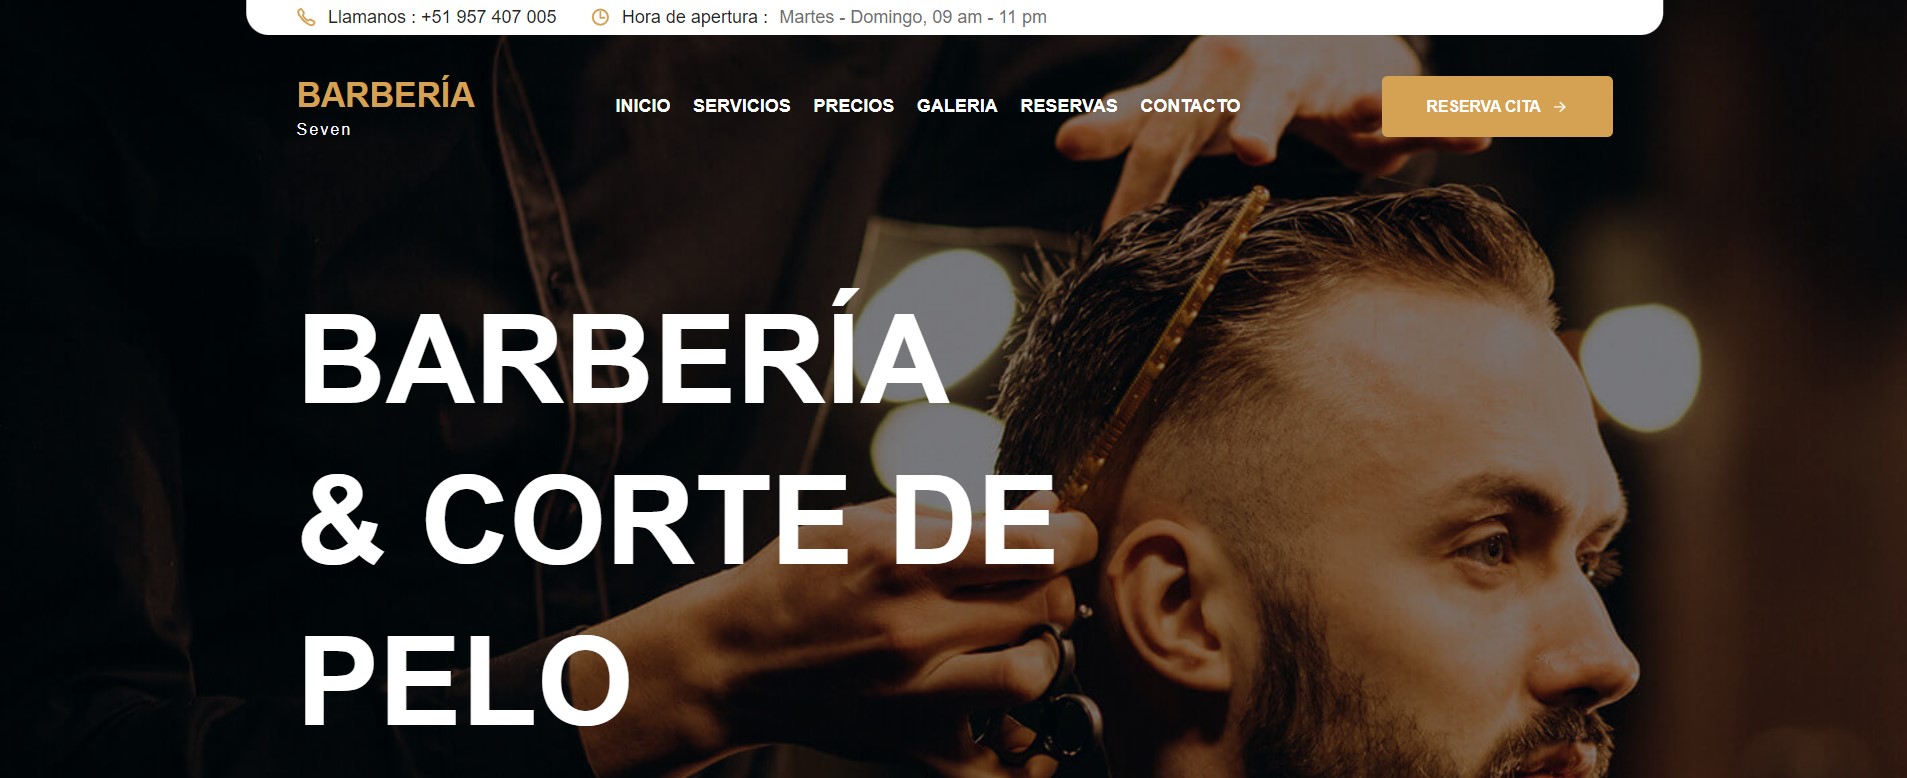 Llamanos : +51 957 407 005 Hora de apertura : Martes - Domingo, 09 am - 11 pm
BARBERÍA
Seven
INICIO SERVICIOS PRECIOS GALERIA RESERVAS CONTACTO
RESERVA CITA →
BARBERÍA
& CORTE DE
PELO